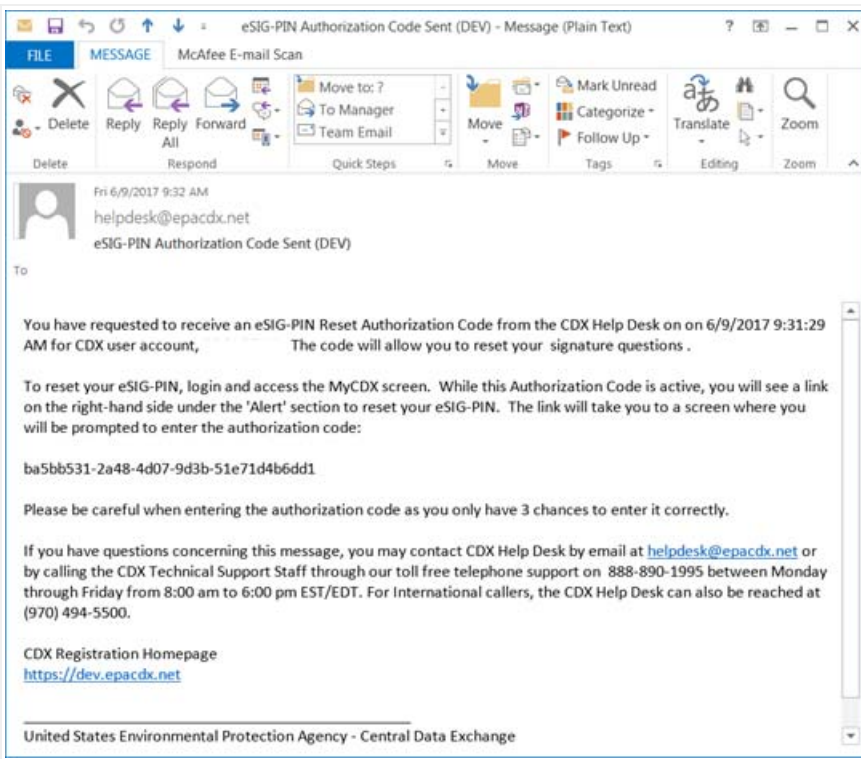 eSIG-PIN Authorization Code Sent (DEV) - Message (Plain Text)
FILE MESSAGE McAfee E-mail Scan
Delete
Reply
Reply All
Forward
Move to: ?
To Manager
Team Email
Move
Mark Unread
Categorize
Follow Up
Translate
Zoom
Delete Respond Quick Steps Move Tags Editing Zoom
Fri 6/9/2017 9:32 AM
helpdesk@epacdx.net
eSIG-PIN Authorization Code Sent (DEV)
To
You have requested to receive an eSIG-PIN Reset Authorization Code from the CDX Help Desk on on 6/9/2017 9:31:29
AM for CDX user account, The code will allow you to reset your signature questions .
To reset your eSIG-PIN, login and access the MyCDX screen. While this Authorization Code is active, you will see a link
on the right-hand side under the 'Alert' section to reset your eSIG-PIN. The link will take you to a screen where you
will be prompted to enter the authorization code:
ba5bb531-2a48-4d07-9d3b-51e71d4b6dd1
Please be careful when entering the authorization code as you only have 3 chances to enter it correctly.
If you have questions concerning this message, you may contact CDX Help Desk by email at helpdesk@epacdx.net or
by calling the CDX Technical Support Staff through our toll free telephone support on 888-890-1995 between Monday
through Friday from 8:00 am to 6:00 pm EST/EDT. For International callers, the CDX Help Desk can also be reached at
(970) 494-5500.
CDX Registration Homepage
https://dev.epacdx.net
United States Environmental Protection Agency - Central Data Exchange